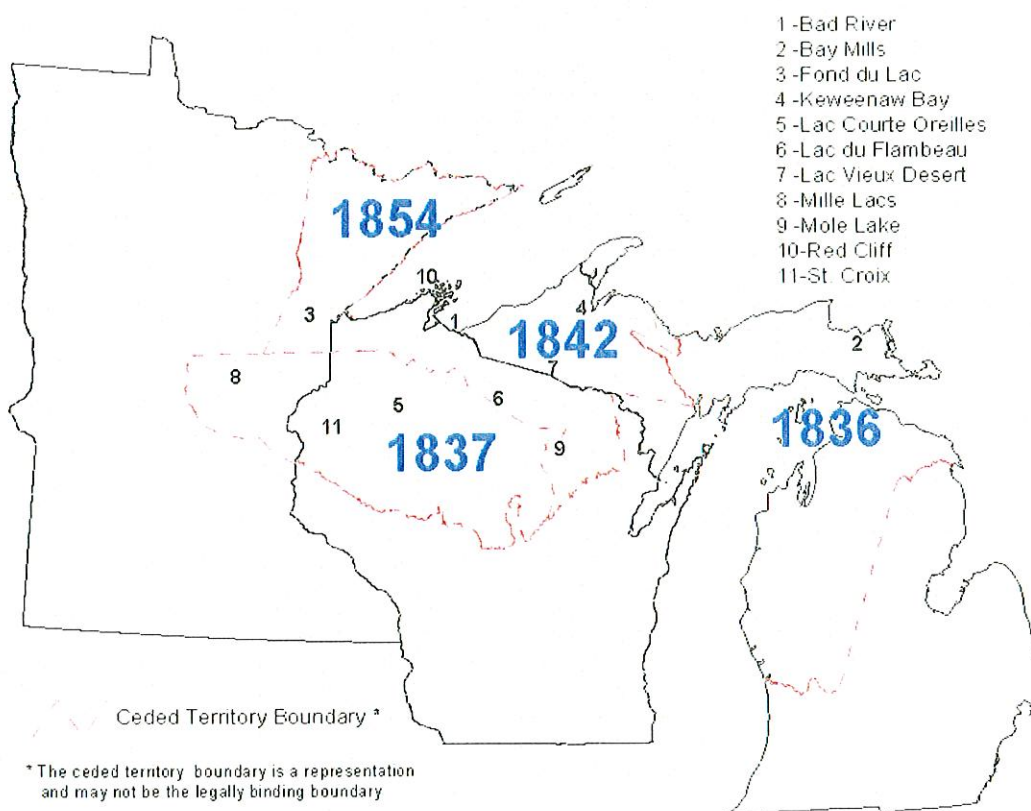 1 -Bad River
2 -Bay Mills
3 -Fond du Lac
4 -Keweenaw Bay
5 -Lac Courte Oreilles
6 -Lac du Flambeau
7 -Lac Vieux Desert
8 -Mille Lacs
9 -Mole Lake
10-Red Cliff
11-St. Croix
1854
10
3
1
4
1842
2
7
8
5
6
11
1837
9
1836
Ceded Territory Boundary *
* The ceded territory boundary is a representation
and may not be the legally binding boundary